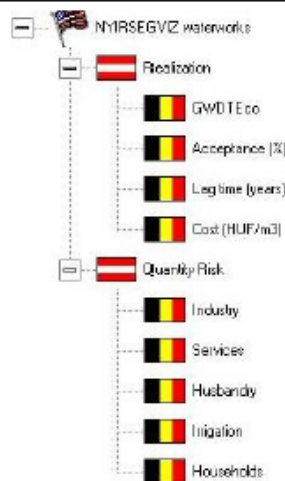 NYIRSEGVIZ waterworks
Realization
GWDTEco
Acceptance (%)
Lag time (years)
Cost (HUF/m3)
Quantity Risk
Industry
Services
Husbandry
Irrigation
Households